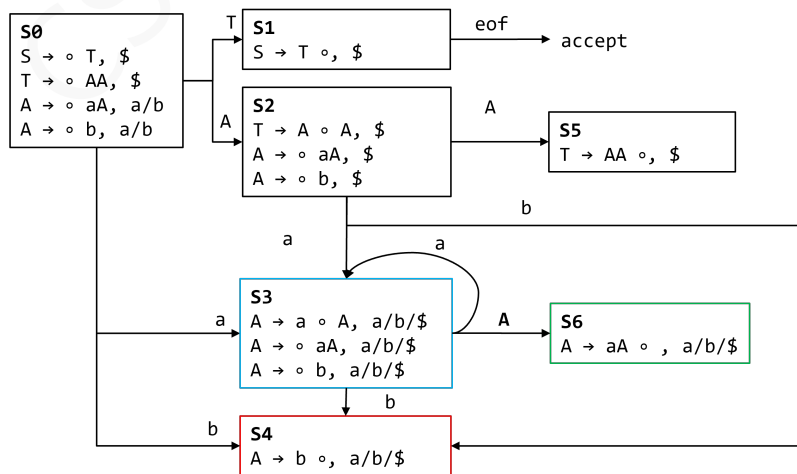 S0
S → ∘ T, $
T → ∘ AA, $
A → ∘ aA, a/b
A → ∘ b, a/b
T
S1
S → T ∘, $
eof
accept
A
S2
T → A ∘ A, $
A → ∘ aA, $
A → ∘ b, $
A
S5
T → AA ∘, $
b
a
a
a
S3
A → a ∘ A, a/b/$
A → ∘ aA, a/b/$
A → ∘ b, a/b/$
A
S6
A → aA ∘ , a/b/$
b
b
S4
A → b ∘, a/b/$